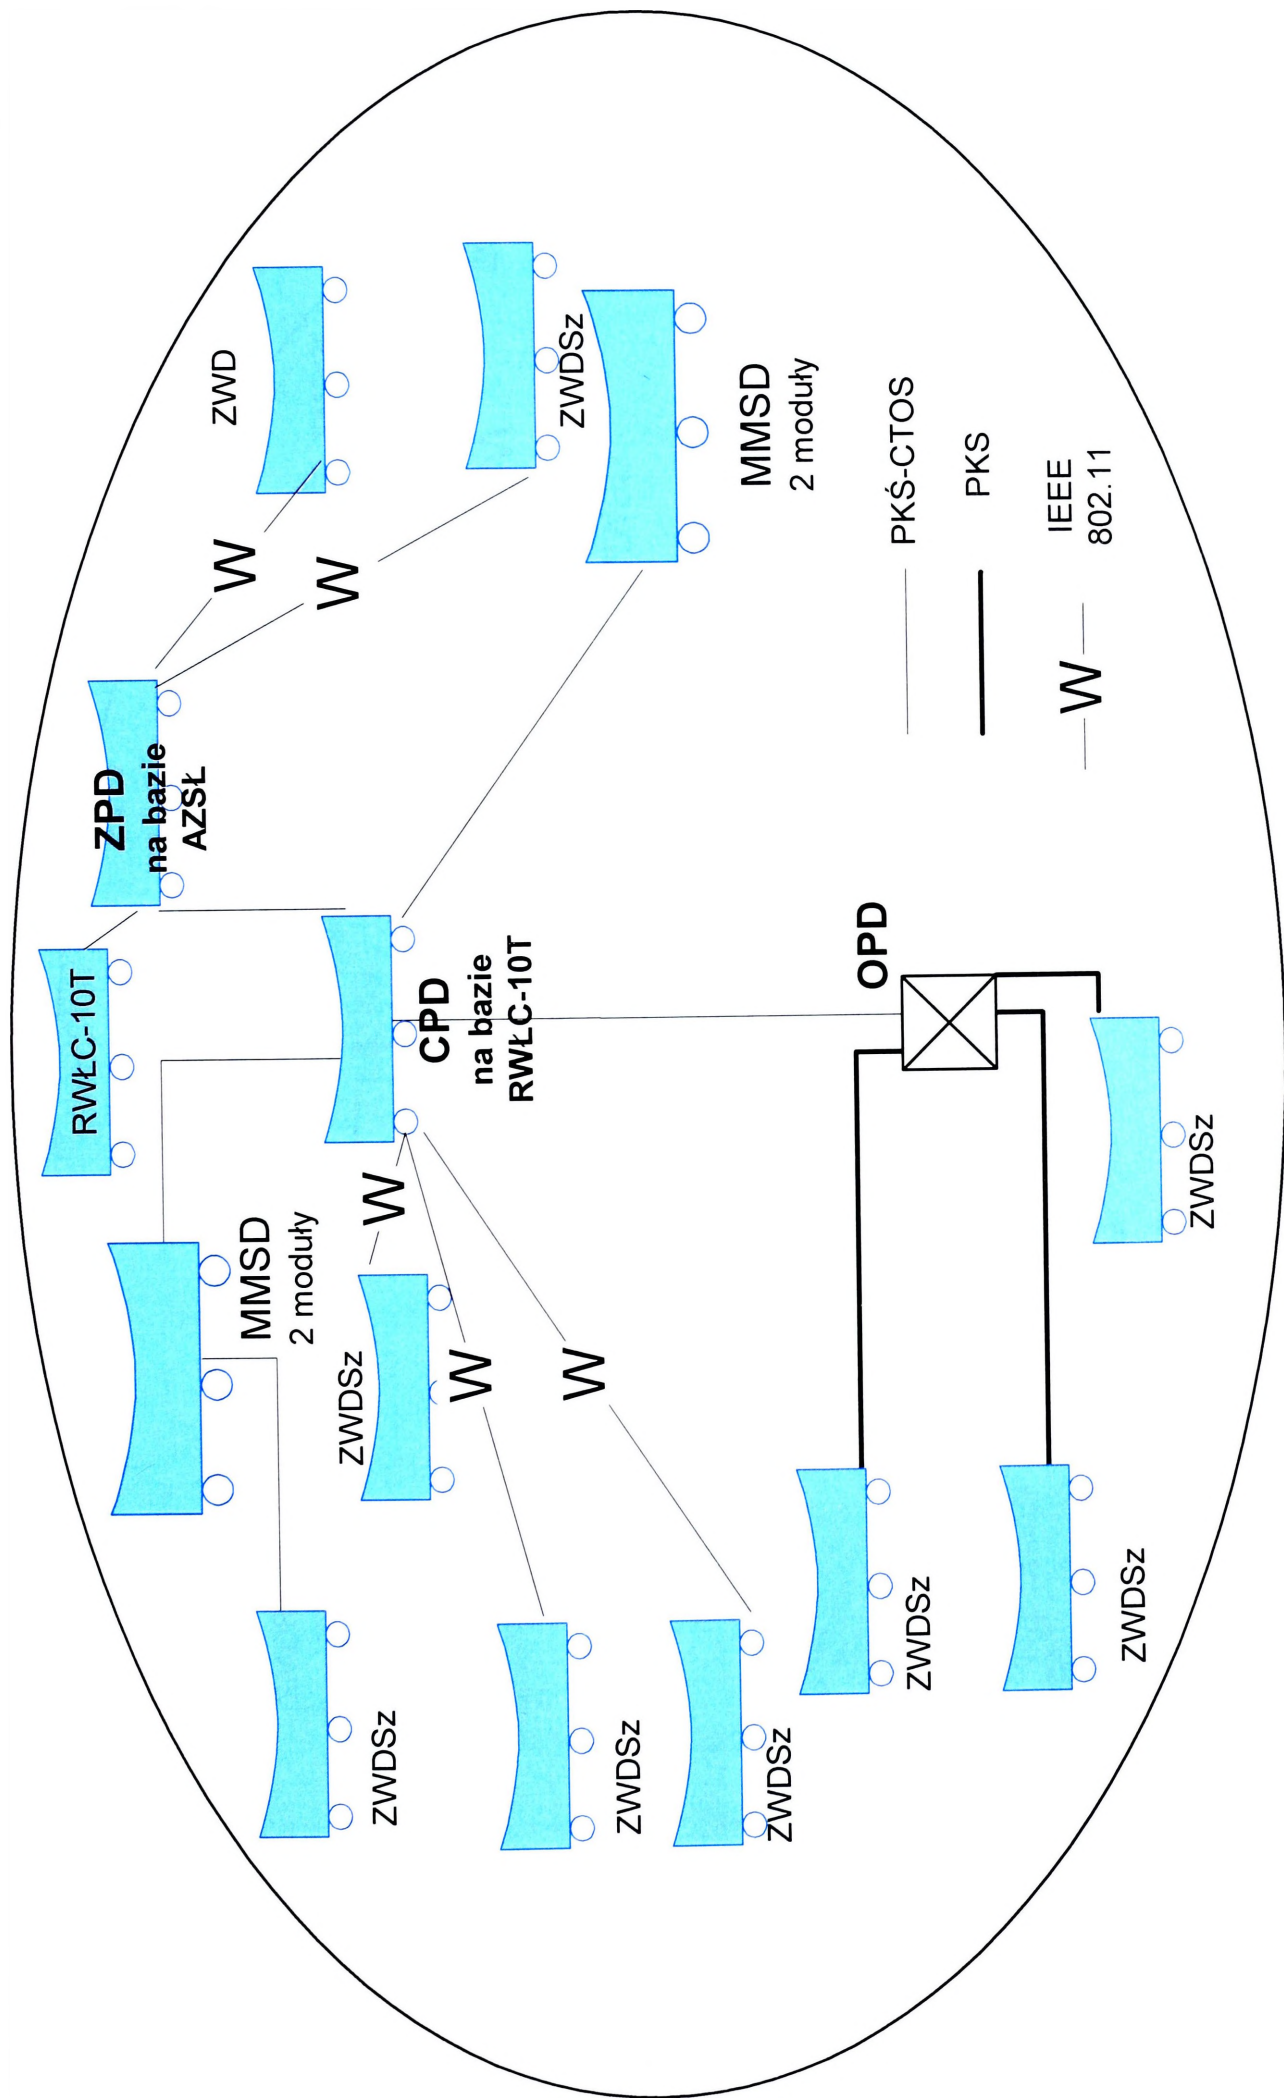 RWŁC-10T
ZPD
na bazie
AZSŁ
ZWD
W
W
ZWDSz
MMSD
2 moduły
MMSD
2 moduły
CPD
na bazie
RWŁC-10T
W
ZWDSz
W
W
ZWDSz
ZWDSz
ZWDSz
OPD
ZWDSz
ZWDSz
ZWDSz
PKŚ-CTOS
PKS
W
IEEE
802.11